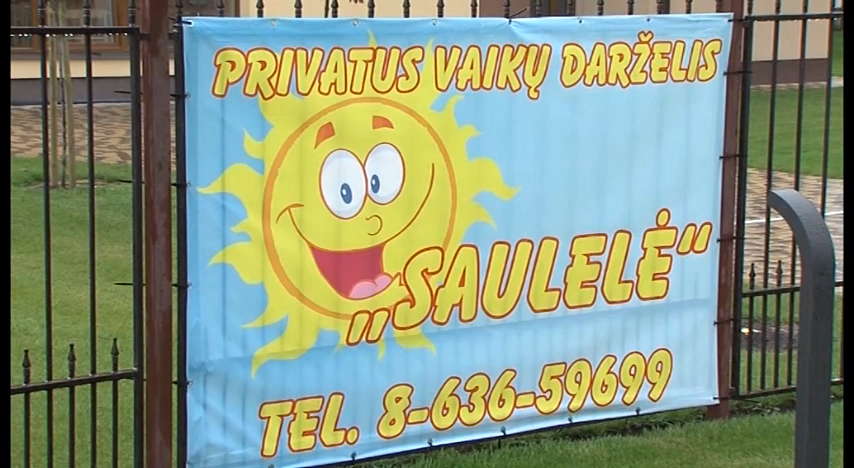 PRIVATUS VAIKŲ DARŽELIS
„SAULELĖ“
TEL. 8-636-59699